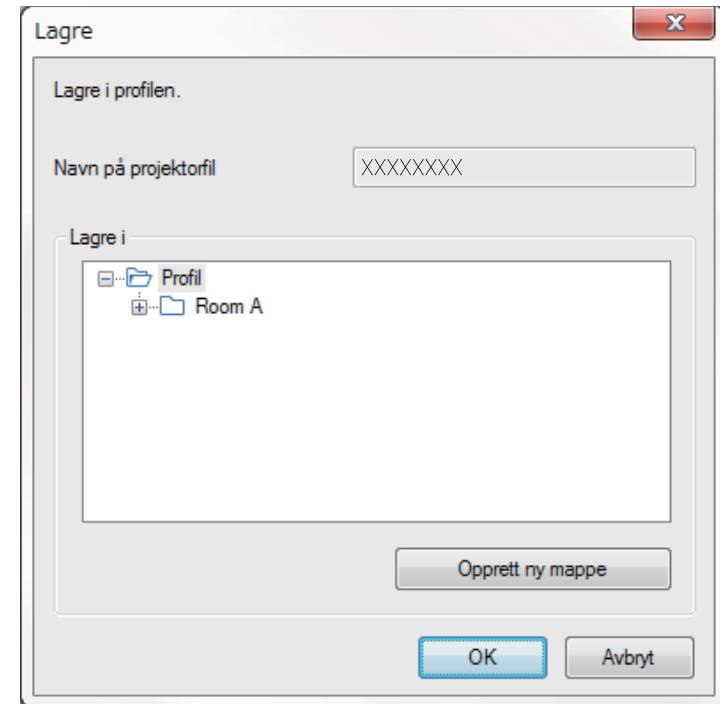 Lagre
Lagre i profilen.
Navn på projektorfil XXXXXXXX
Lagre i
Profil
Room A
Opprett ny mappe
OK Avbryt